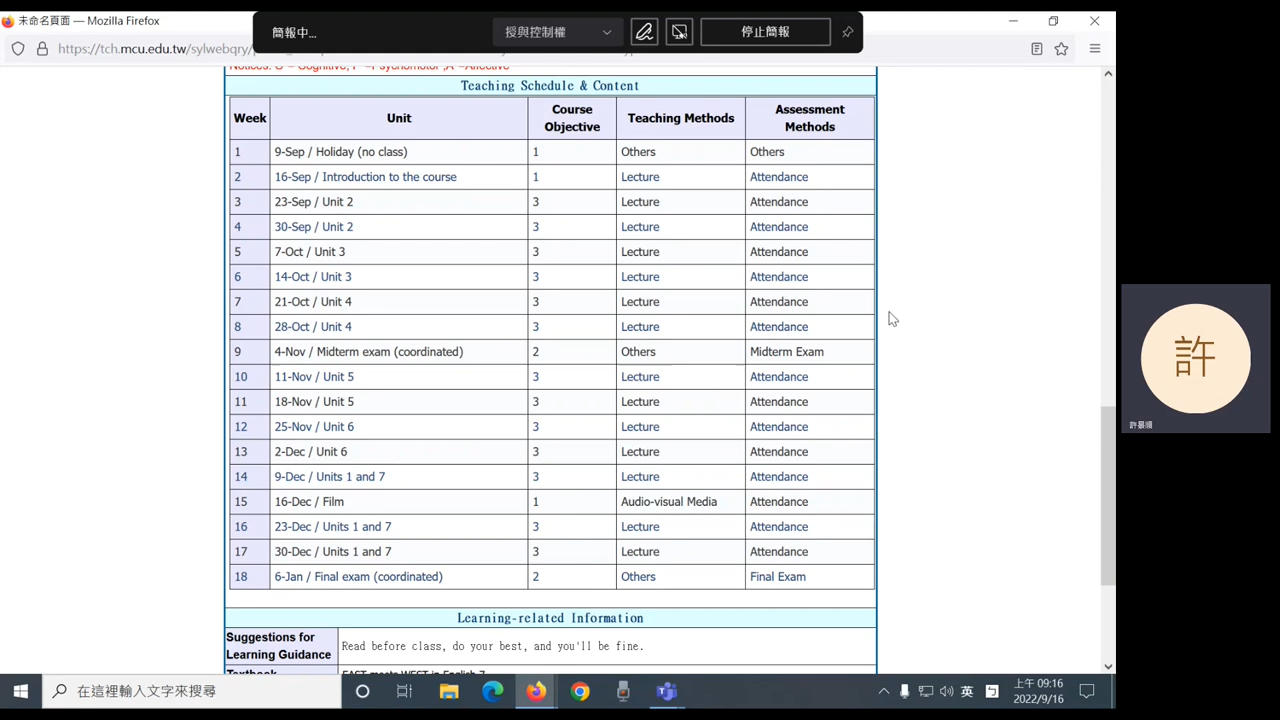 未命名頁面 — Mozilla Firefox
簡報中...
授與控制權
停止簡報
https://tch.mcu.edu.tw/sylwebqry/
Teaching Schedule & Content
Week Unit Course Objective Teaching Methods Assessment Methods
1 9-Sep / Holiday (no class) 1 Others Others
2 16-Sep / Introduction to the course 1 Lecture Attendance
3 23-Sep / Unit 2 3 Lecture Attendance
4 30-Sep / Unit 2 3 Lecture Attendance
5 7-Oct / Unit 3 3 Lecture Attendance
6 14-Oct / Unit 3 3 Lecture Attendance
7 21-Oct / Unit 4 3 Lecture Attendance
8 28-Oct / Unit 4 3 Lecture Attendance
9 4-Nov / Midterm exam (coordinated) 2 Others Midterm Exam
10 11-Nov / Unit 5 3 Lecture Attendance
11 18-Nov / Unit 5 3 Lecture Attendance
12 25-Nov / Unit 6 3 Lecture Attendance
13 2-Dec / Unit 6 3 Lecture Attendance
14 9-Dec / Units 1 and 7 3 Lecture Attendance
15 16-Dec / Film 1 Audio-visual Media Attendance
16 23-Dec / Units 1 and 7 3 Lecture Attendance
17 30-Dec / Units 1 and 7 3 Lecture Attendance
18 6-Jan / Final exam (coordinated) 2 Others Final Exam
Learning-related Information
Suggestions for
Learning Guidance
Read before class, do your best, and you'll be fine.
Textbook EAST meets WEST in English 7
許
許景順
在這裡輸入文字來搜尋
英
上午 09:16
2022/9/16